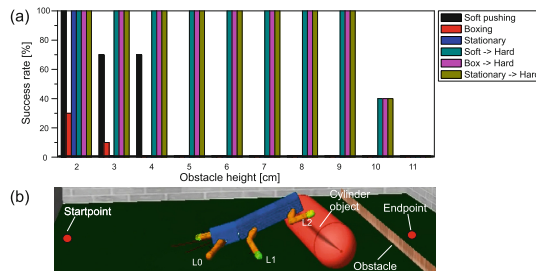 (a)
Success rate [%]
100
80
60
40
20
0
2 3 4 5 6 7 8 9 10 11
Obstacle height [cm]
Soft pushing
Boxing
Stationary
Soft -> Hard
Box -> Hard
Stationary -> Hard
(b)
Startpoint
L0
L1
L2
Cylinder
object
Endpoint
Obstacle